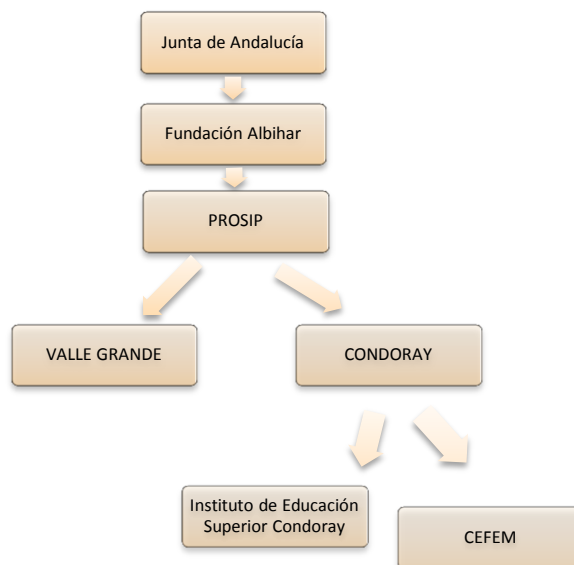 Junta de Andalucía
Fundación Albihar
PROSIP
VALLE GRANDE
CONDORAY
Instituto de Educación
Superior Condoray
CEFEM